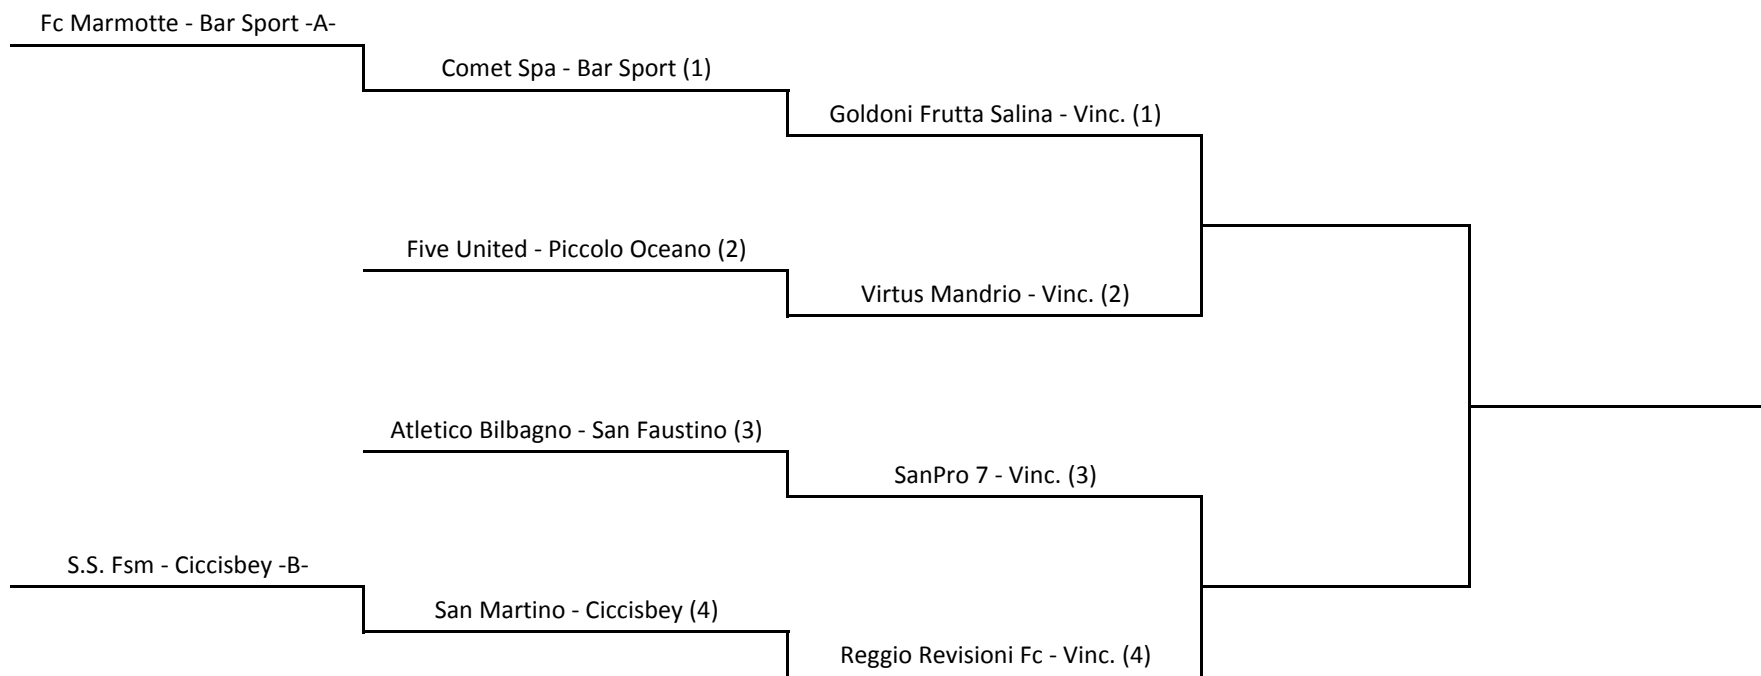 Fc Marmotte - Bar Sport -A-
Comet Spa - Bar Sport (1)
Goldoni Frutta Salina - Vinc. (1)
Five United - Piccolo Oceano (2)
Virtus Mandrio - Vinc. (2)
Atletico Bilbagno - San Faustino (3)
SanPro 7 - Vinc. (3)
S.S. Fsm - Ciccisbey -B-
San Martino - Ciccisbey (4)
Reggio Revisioni Fc - Vinc. (4)